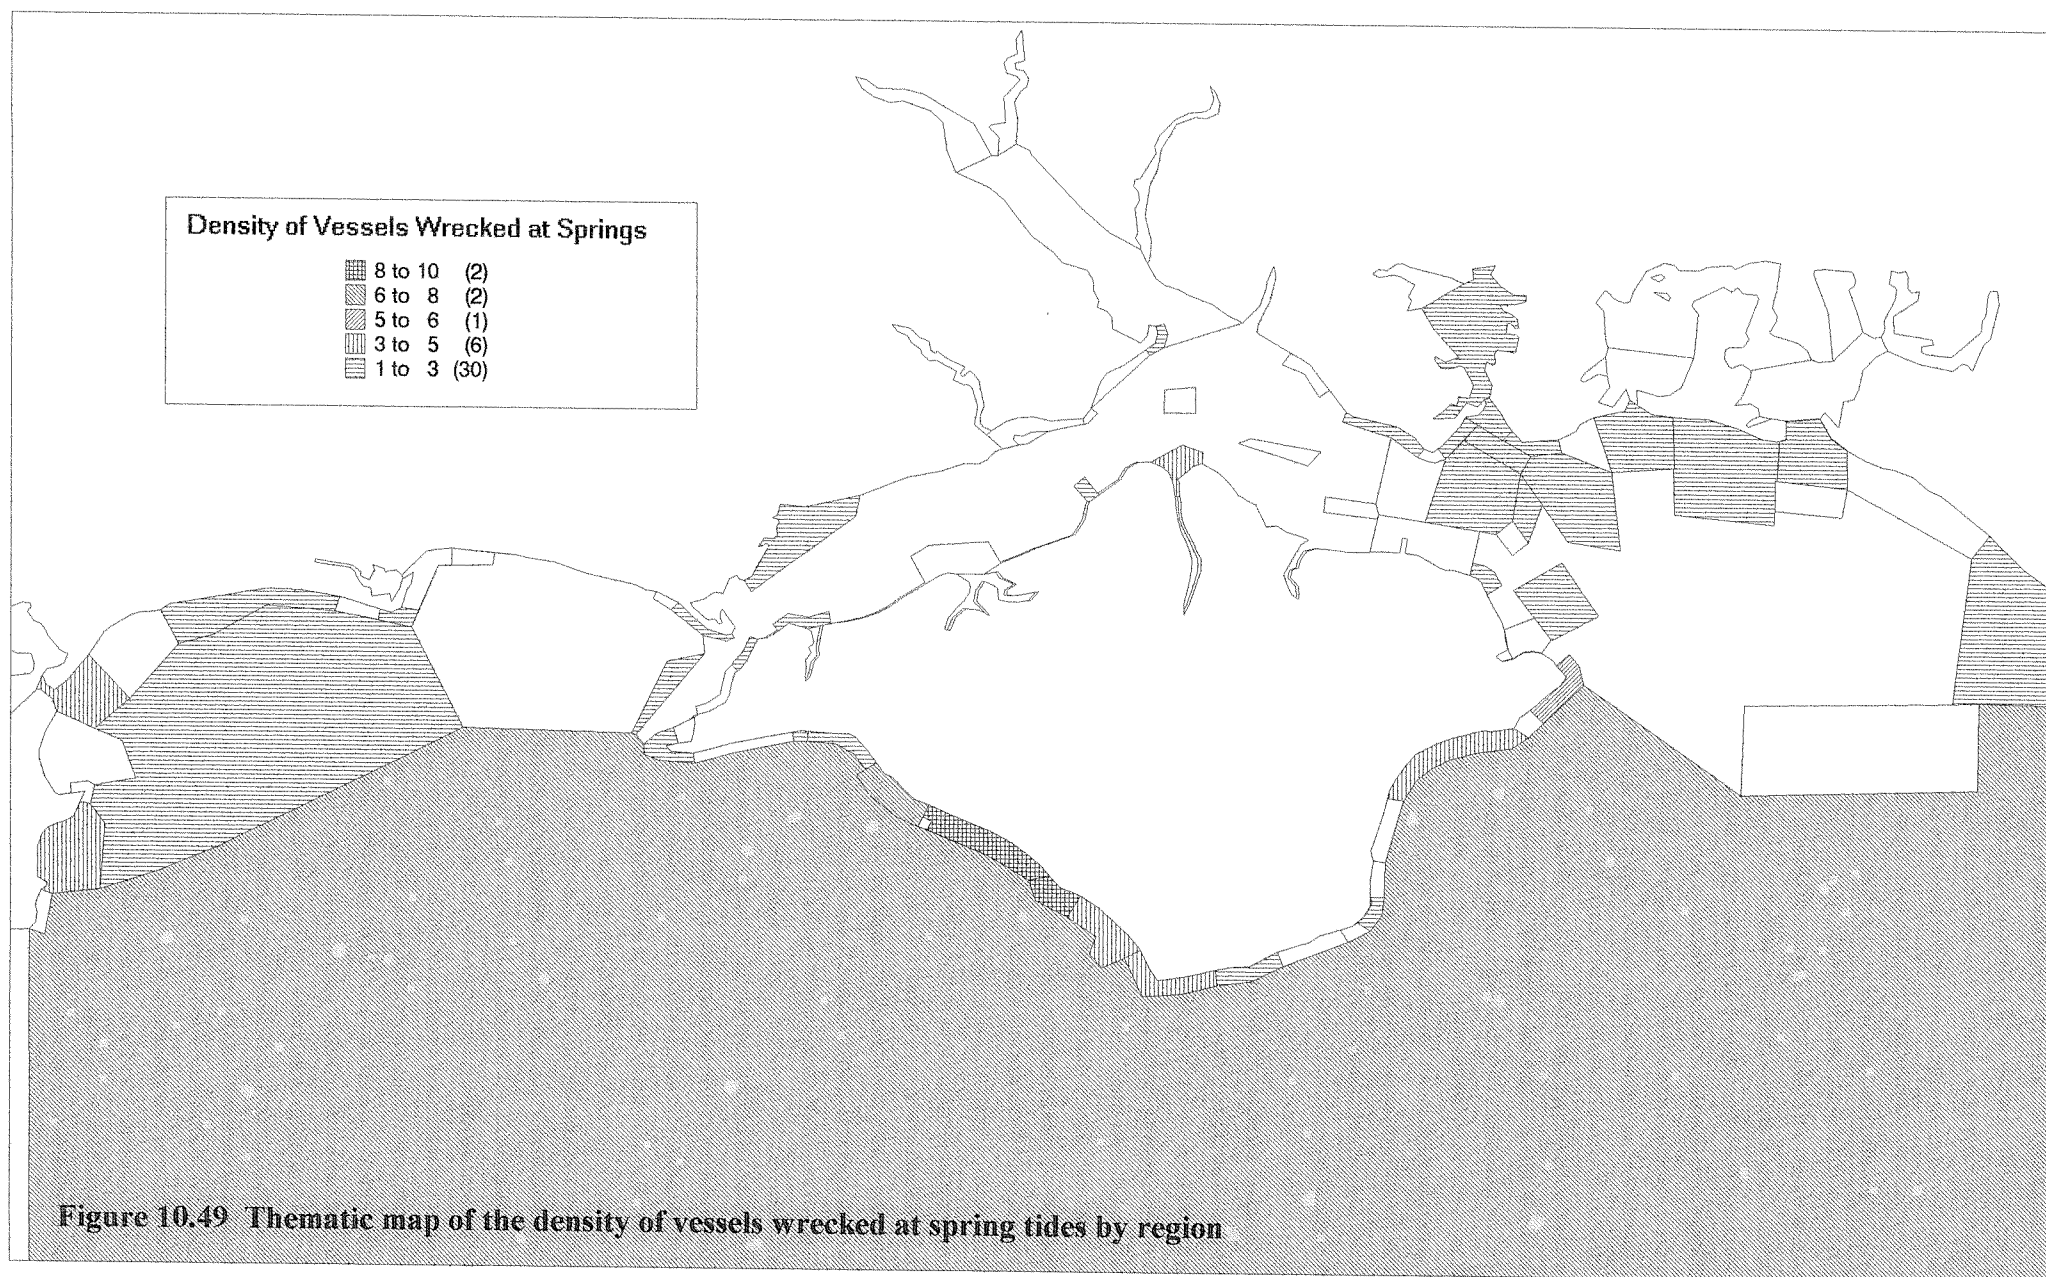 Density of Vessels Wrecked at Springs
8 to 10 (2)
6 to 8 (2)
5 to 6 (1)
3 to 5 (6)
1 to 3 (30)
Figure 10.49 Thematic map of the density of vessels wrecked at spring tides by region